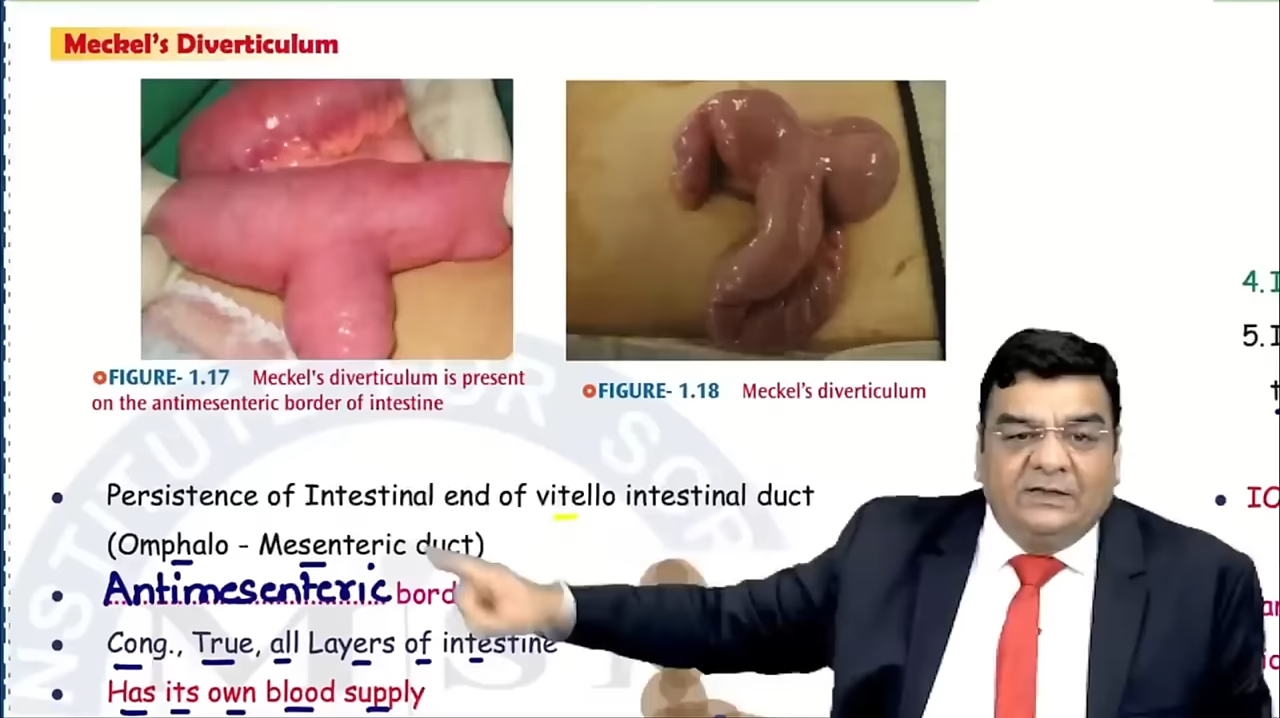 Meckel's Diverticulum
FIGURE- 1.17 Meckel's diverticulum is present
on the antimesenteric border of intestine
FIGURE- 1.18 Meckel's diverticulum
Persistence of Intestinal end of vitello intestinal duct
(Omphalo - Mesenteric duct)
Antimesenteric bord
Cong., True, all Layers of intestine
Has its own blood supply
4.
5.